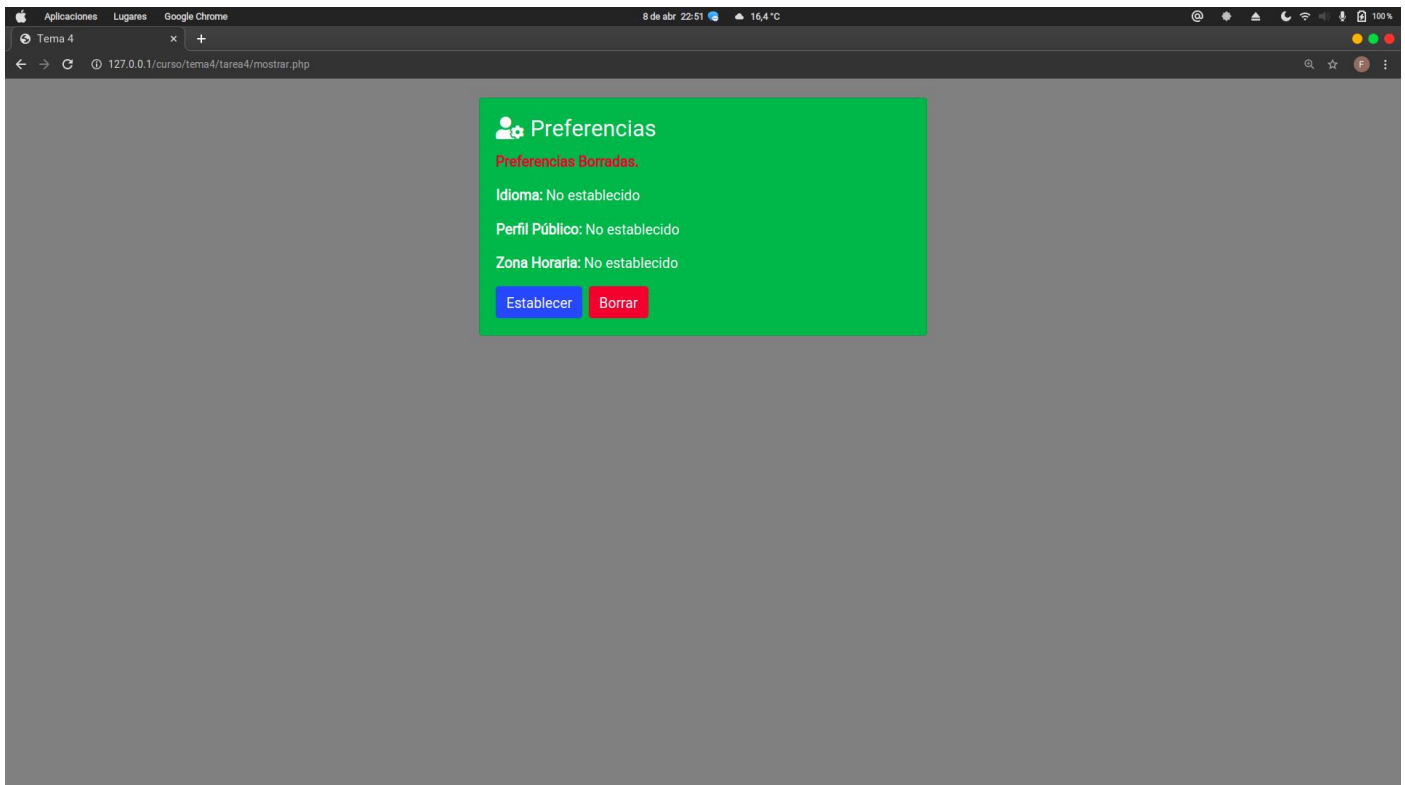 Aplicaciones Lugares Google Chrome 8 de abr 22:51 16,4 °C 100 %
Tema 4
127.0.0.1/curso/tema4/tarea4/mostrar.php F
Preferencias
Preferencias Borradas.
Idioma: No establecido
Perfil Público: No establecido
Zona Horaria: No establecido
Establecer Borrar